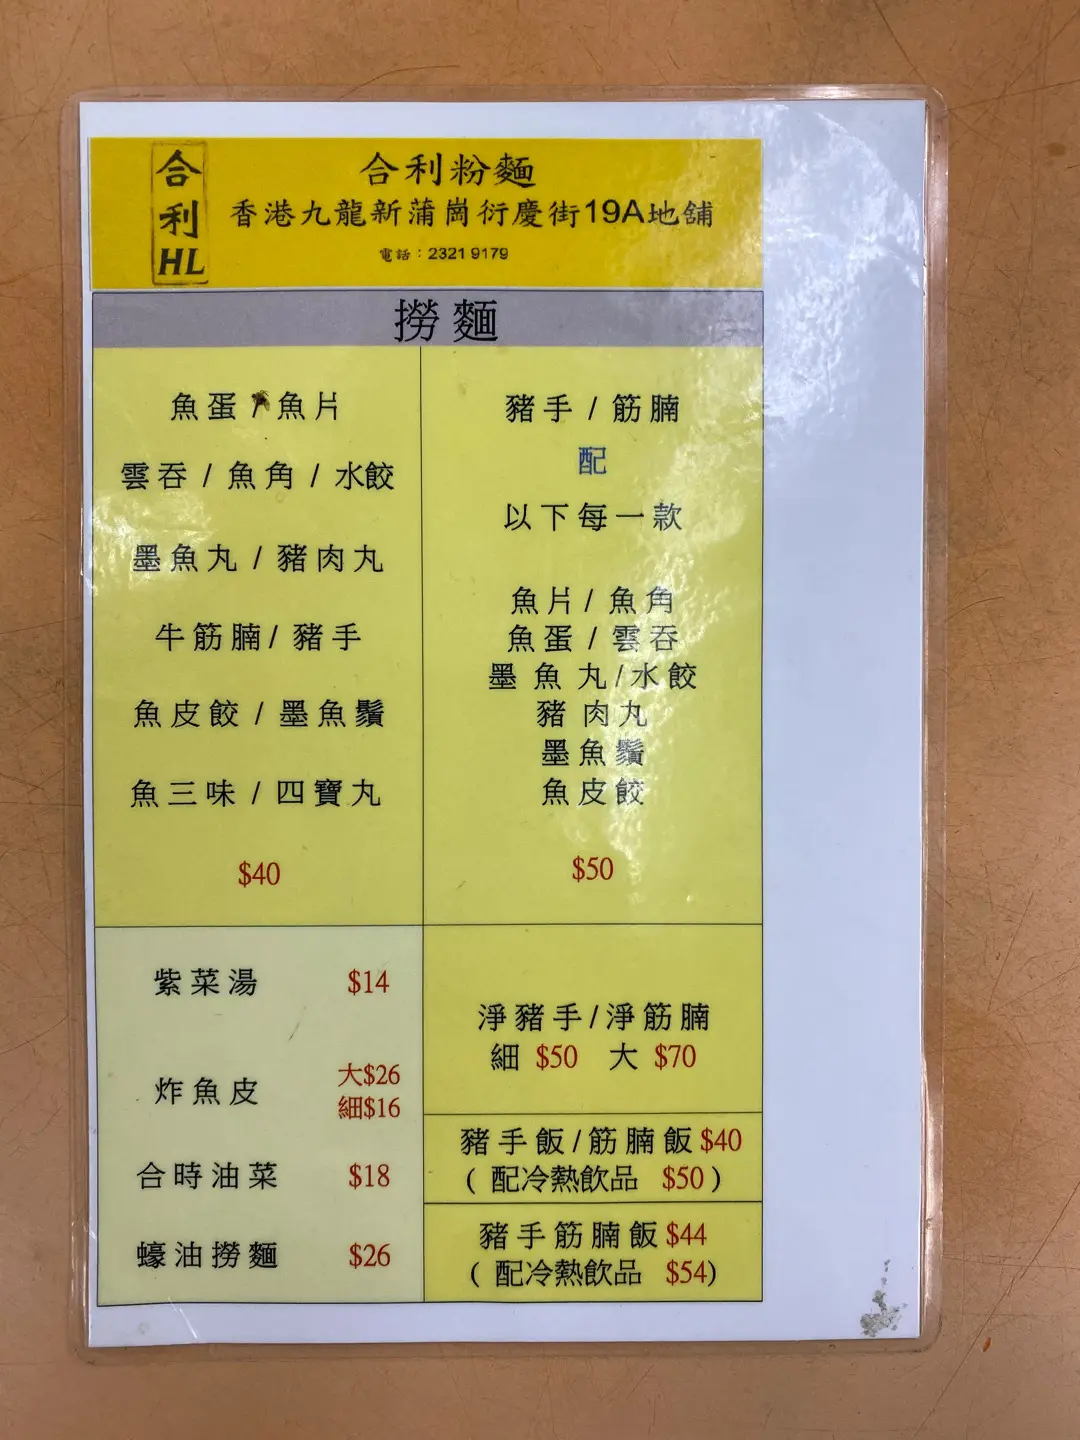 合利HL
合利粉麵
香港九龍新蒲崗衍慶街19A地舖
電話：2321 9179
撈麵
魚蛋 / 魚片
雲吞 / 魚角 / 水餃
墨魚丸 / 豬肉丸
牛筋腩 / 豬手
魚皮餃 / 墨魚鬚
魚三味 / 四寶丸
$40
豬手 / 筋腩
配
以下每一款
魚片 / 魚角
魚蛋 / 雲吞
墨魚丸/水餃
豬肉丸
墨魚鬚
魚皮餃
$50
紫菜湯 $14
炸魚皮 大$26
細$16
合時油菜 $18
蠔油撈麵 $26
淨豬手/淨筋腩
細 $50 大 $70
豬手飯/筋腩飯 $40
( 配冷熱飲品 $50 )
豬手筋腩飯 $44
( 配冷熱飲品 $54)